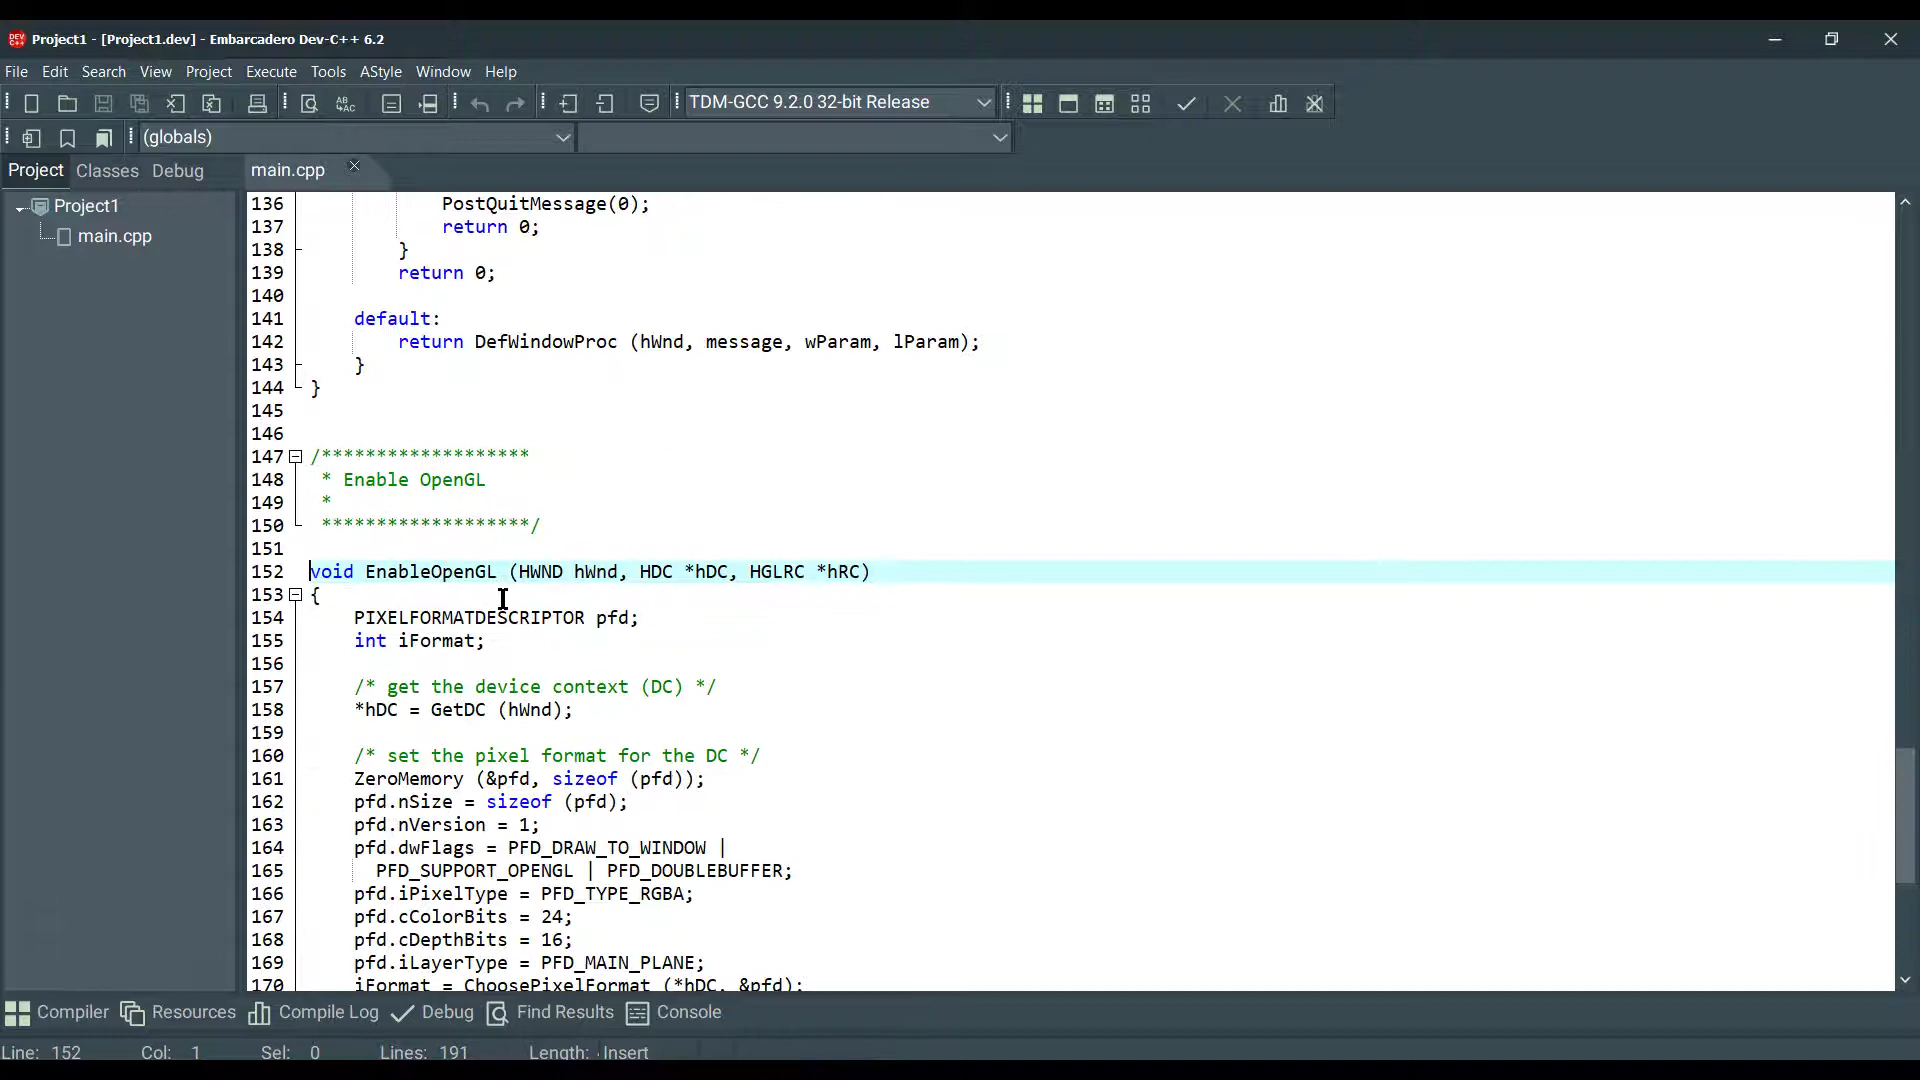 DEV C++ Project1 - [Project1.dev] - Embarcadero Dev-C++ 6.2
File Edit Search View Project Execute Tools AStyle Window Help
TDM-GCC 9.2.0 32-bit Release
(globals)
Project Classes Debug main.cpp
Project1
main.cpp
136 PostQuitMessage(0);
137 return 0;
138 }
139 return 0;
140
141 default:
142 return DefWindowProc (hWnd, message, wParam, lParam);
143 }
144 }
145
146
147 /*******************
148 * Enable OpenGL
149 *
150 *******************/
151
152 void EnableOpenGL (HWND hWnd, HDC *hDC, HGLRC *hRC)
153 {
154 PIXELFORMATDESCRIPTOR pfd;
155 int iFormat;
156
157 /* get the device context (DC) */
158 *hDC = GetDC (hWnd);
159
160 /* set the pixel format for the DC */
161 ZeroMemory (&pfd, sizeof (pfd));
162 pfd.nSize = sizeof (pfd);
163 pfd.nVersion = 1;
164 pfd.dwFlags = PFD_DRAW_TO_WINDOW |
165 PFD_SUPPORT_OPENGL | PFD_DOUBLEBUFFER;
166 pfd.iPixelType = PFD_TYPE_RGBA;
167 pfd.cColorBits = 24;
168 pfd.cDepthBits = 16;
169 pfd.iLayerType = PFD_MAIN_PLANE;
170 iFormat = ChoosePixelFormat (*hDC, &pfd);
Compiler Resources Compile Log Debug Find Results Console
Line: 152 Col: 1 Sel: 0 Lines: 191 Length: Insert